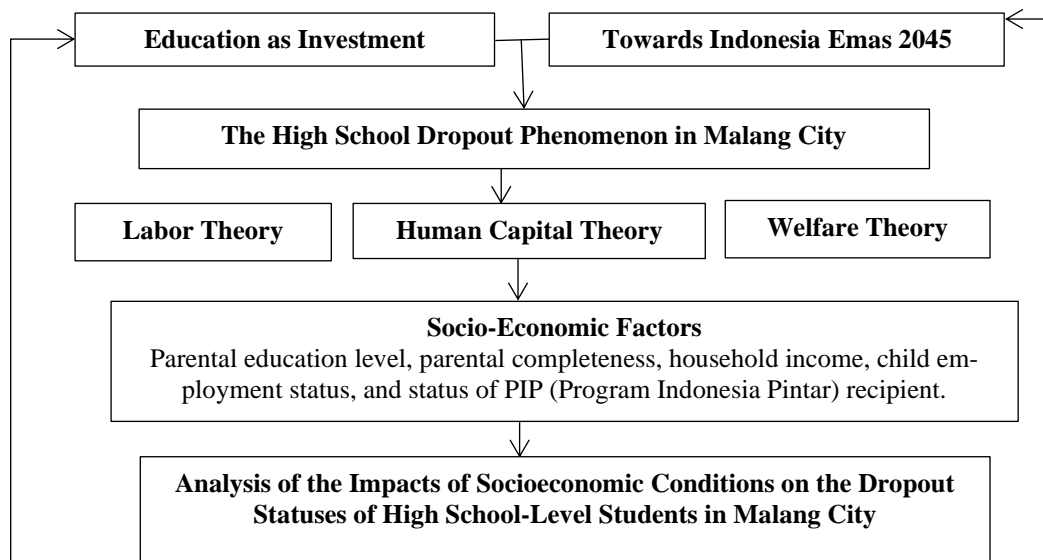 Education as Investment
Towards Indonesia Emas 2045
The High School Dropout Phenomenon in Malang City
Labor Theory
Human Capital Theory
Welfare Theory
Socio-Economic Factors
Parental education level, parental completeness, household income, child em-
ployment status, and status of PIP (Program Indonesia Pintar) recipient.
Analysis of the Impacts of Socioeconomic Conditions on the Dropout
Statuses of High School-Level Students in Malang City